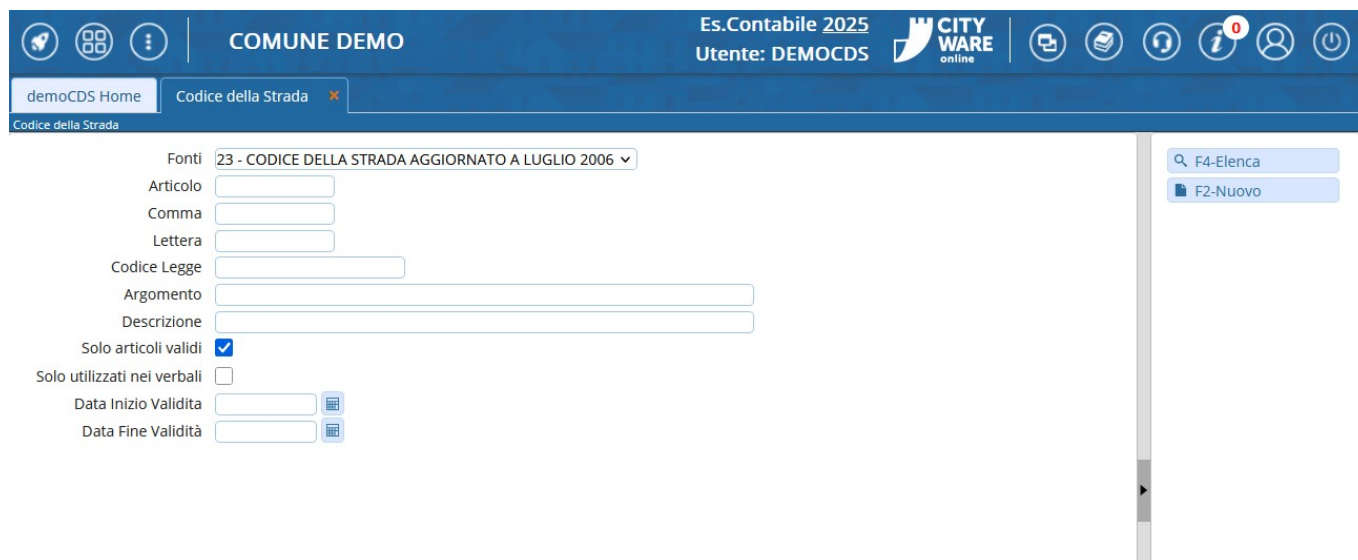 COMUNE DEMO
Es.Contabile 2025
Utente: DEMOCDS
CITY
WARE
online
0
demoCDS Home
Codice della Strada
Codice della Strada
Fonti 23 - CODICE DELLA STRADA AGGIORNATO A LUGLIO 2006
Articolo
Comma
Lettera
Codice Legge
Argomento
Descrizione
Solo articoli validi
Solo utilizzati nei verbali
Data Inizio Validita
Data Fine Validità
F4-Elenca
F2-Nuovo